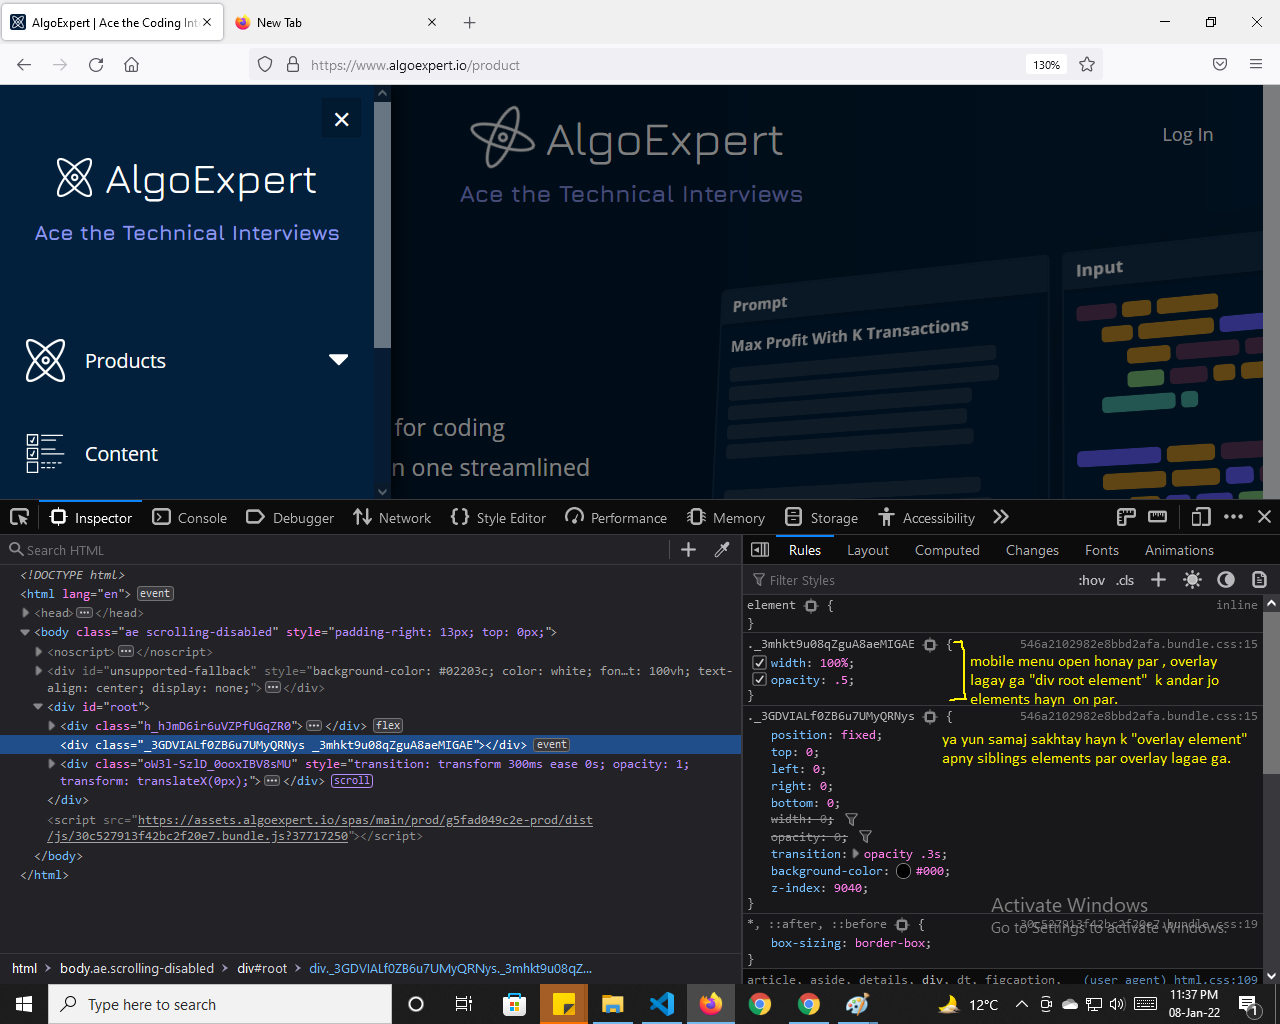 AlgoExpert | Ace the Coding Int
New Tab
https://www.algoexpert.io/product
130%
AlgoExpert
Ace the Technical Interviews
Products
Content
AlgoExpert
Ace the Technical Interviews
Log In
for coding
n one streamlined
Prompt
Max Profit With K Transactions
Input
Inspector
Console
Debugger
Network
Style Editor
Performance
Memory
Storage
Accessibility
Search HTML
<!DOCTYPE html>
<html lang="en"> event
<head> </head>
<body class="ae scrolling-disabled" style="padding-right: 13px; top: 0px;">
<noscript> </noscript>
<div id="unsupported-fallback" style="background-color: #02203c; color: white; fon…t: 100vh; text-
align: center; display: none;"> </div>
<div id="root">
<div class="h_hJmD6ir6uVZPfUGqZR0"> </div> flex
<div class="_3GDVIALf0ZB6u7UMyQRNys _3mhkt9u08qZguA8aeMIGAE"></div> event
<div class="oW3l-SzlD_0ooxIBV8sMU" style="transition: transform 300ms ease 0s; opacity: 1;
transform: translateX(0px);"> </div> scroll
</div>
<script src="https://assets.algoexpert.io/spas/main/prod/g5fad049c2e-prod/dist
/js/30c527913f42bc2f20e7.bundle.js?37717250"></script>
</body>
</html>
html
body.ae.scrolling-disabled
div#root
div._3GDVIALf0ZB6u7UMyQRNys._3mhkt9u08qZ...
Rules
Layout
Computed
Changes
Fonts
Animations
Filter Styles
:hov .cls
element {
inline
}
._3mhkt9u08qZguA8aeMIGAE {
546a2102982e8bbd2afa.bundle.css:15
width: 100%;
opacity: .5;
}
mobile menu open honay par , overlay
lagay ga "div root element" k andar jo
elements hayn on par.
._3GDVIALf0ZB6u7UMyQRNys {
546a2102982e8bbd2afa.bundle.css:15
position: fixed;
top: 0;
left: 0;
right: 0;
bottom: 0;
width: 0;
opacity: 0;
transition: opacity .3s;
background-color: #000;
z-index: 9040;
}
ya yun samaj sakhtay hayn k "overlay element"
apny siblings elements par overlay lagae ga.
*, ::after, ::before {
30c527913f42bc2f20e7.bundle.css:19
box-sizing: border-box;
}
article, aside, details, div, dt, figcaption,
(user agent) html.css:109
Activate Windows
Go to Settings to activate Windows.
Type here to search
12°C
11:37 PM
08-Jan-22
1